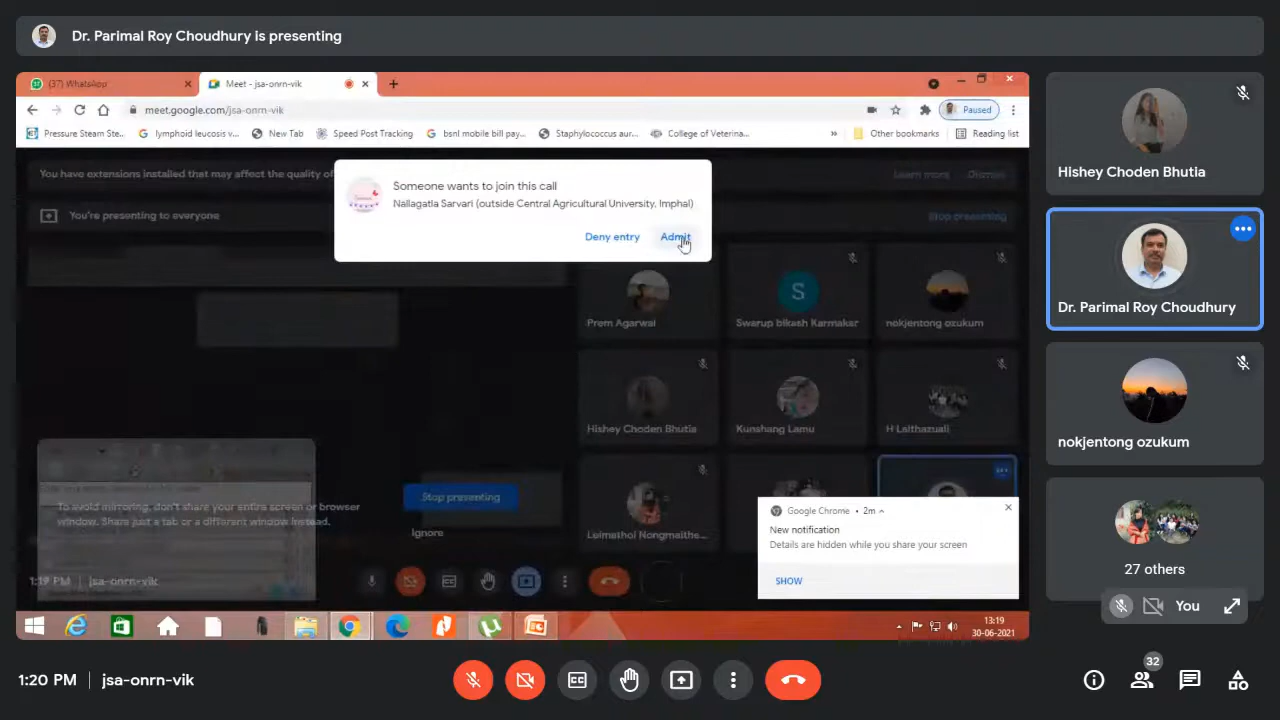 Dr. Parimal Roy Choudhury is presenting
(37) WhatsApp
Meet - jsa-onrn-vik
meet.google.com/jsa-onrn-vik
Paused
Pressure Steam Ste...
lymphoid leucosis v...
New Tab
Speed Post Tracking
bsnl mobile bill pay...
Staphylococcus aur...
College of Veterina...
»
Other bookmarks
Reading list
You have extensions installed that may affect the quality of
Learn more
Dismiss
Someone wants to join this call
Nallagatla Sarvari (outside Central Agricultural University, Imphal)
Deny entry
Admit
You're presenting to everyone
Stop presenting
Prem Agarwal
S
Swarup bikash Karmakar
nokjentong ozukum
Hishey Choden Bhutia
Kunshang Lamu
H Lalthazuali
To avoid mirroring, don't share your entire screen or browser
window. Share just a tab or a different window instead.
Stop presenting
Ignore
Leimathoi Nongmaithe...
Google Chrome • 2m
New notification
Details are hidden while you share your screen
SHOW
1:19 PM | jsa-onrn-vik
13:19
30-06-2021
Hishey Choden Bhutia
Dr. Parimal Roy Choudhury
nokjentong ozukum
27 others
You
1:20 PM | jsa-onrn-vik
32